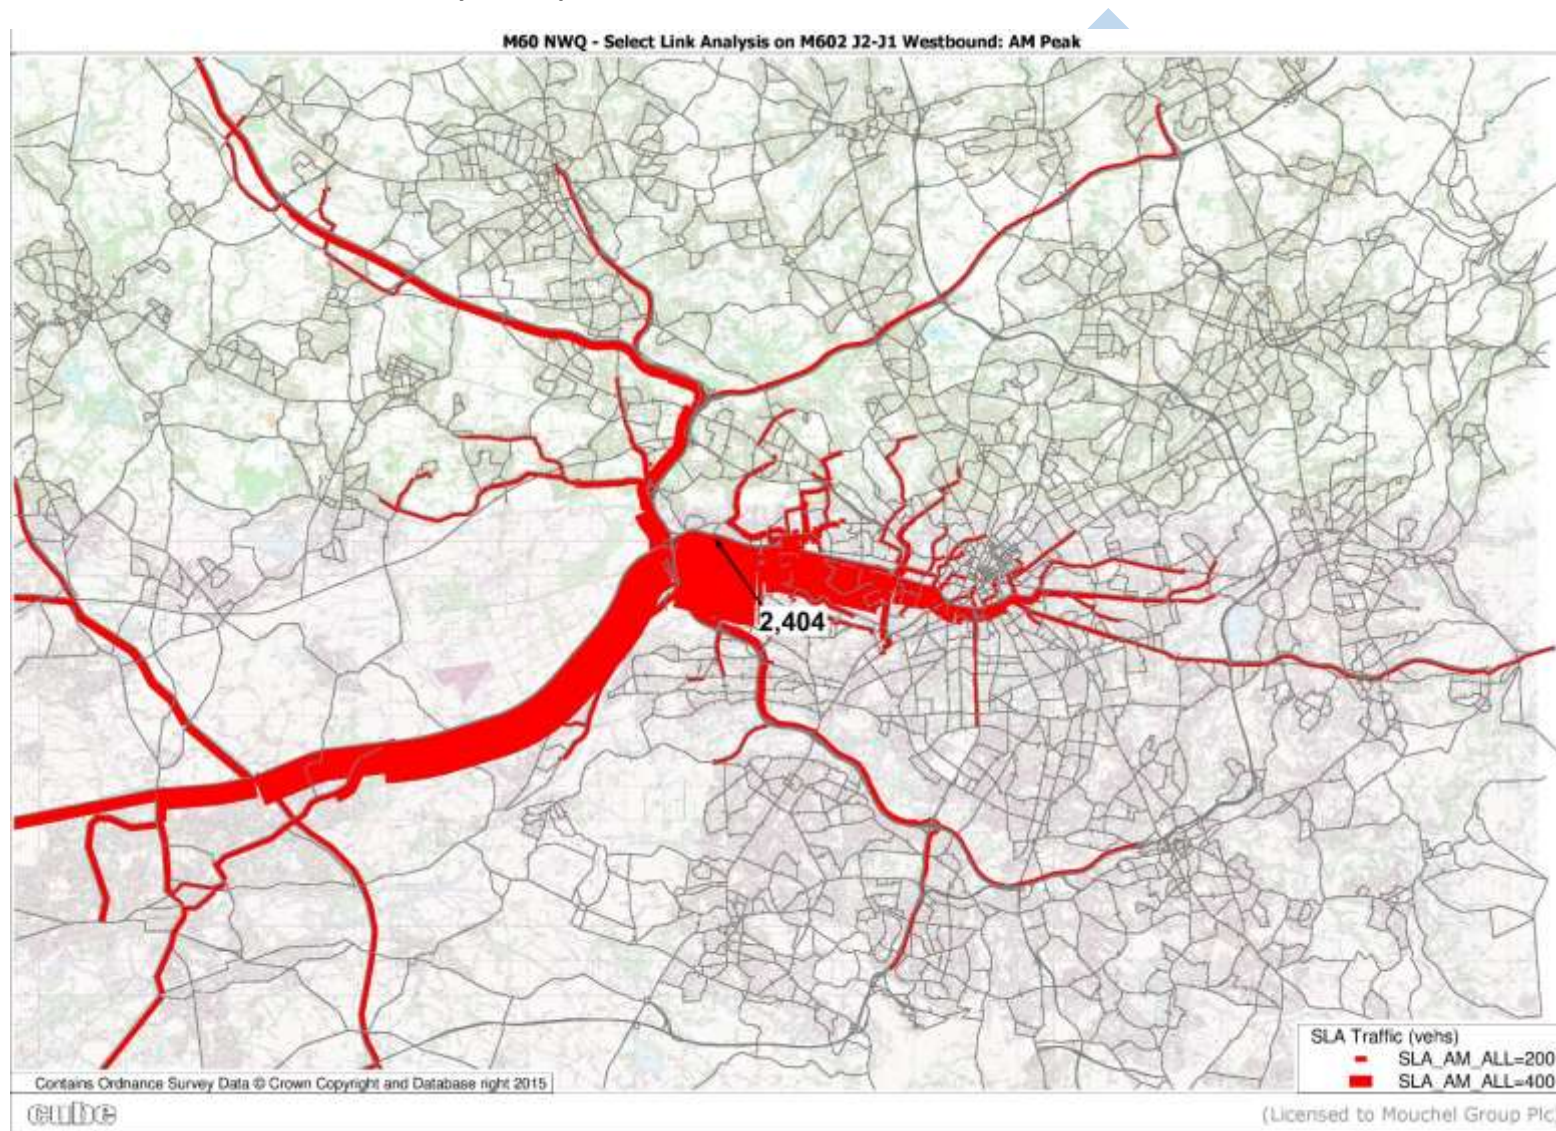 M60 NWQ - Select Link Analysis on M602 J2-J1 Westbound: AM Peak
2,404
SLA Traffic (vehs)
SLA_AM_ALL=200
SLA_AM_ALL=400
Contains Ordnance Survey Data © Crown Copyright and Database right 2015
cube
(Licensed to Mouchel Group Plc